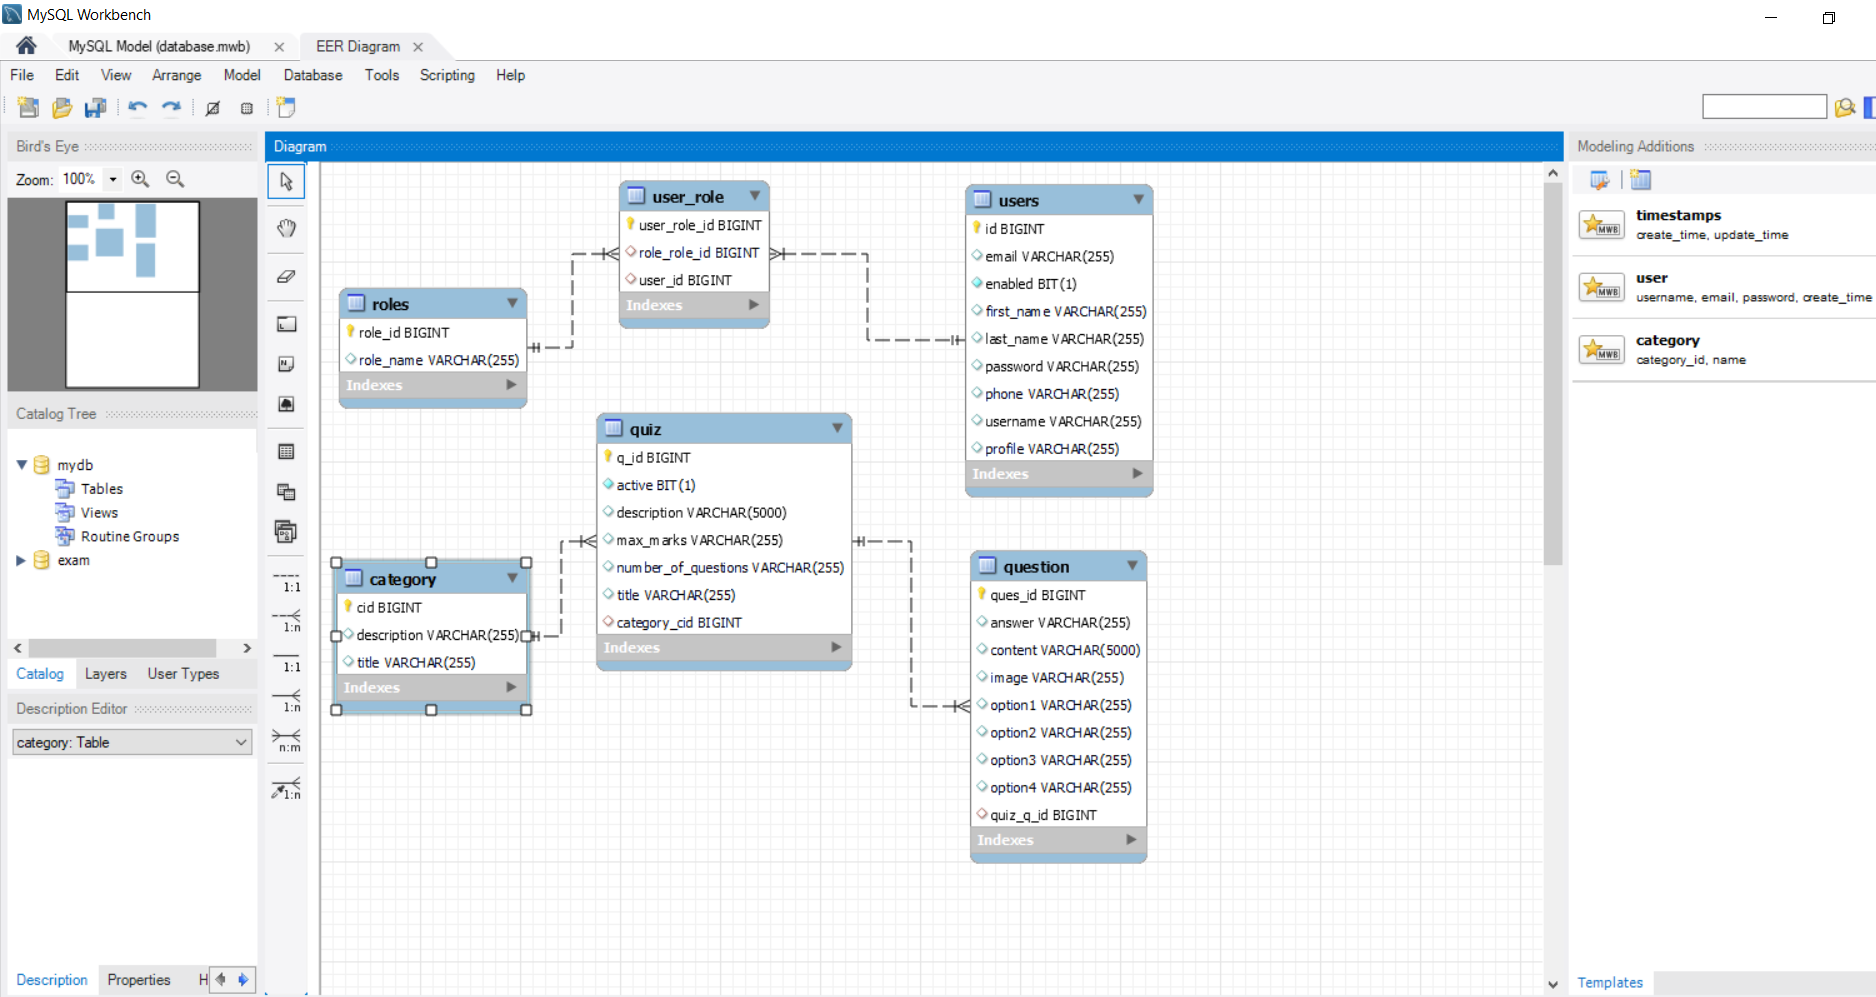 MySQL Workbench
MySQL Model (database.mwb)
EER Diagram
File Edit View Arrange Model Database Tools Scripting Help
Bird's Eye
Zoom: 100%
Catalog Tree
mydb
Tables
Views
Routine Groups
exam
Catalog Layers User Types
Description Editor
category: Table
Description Properties H
1:1
1:n
1:1
1:n
n:m
1:n
Diagram
user_role
user_role_id BIGINT
role_role_id BIGINT
user_id BIGINT
Indexes
users
id BIGINT
email VARCHAR(255)
enabled BIT(1)
first_name VARCHAR(255)
last_name VARCHAR(255)
password VARCHAR(255)
phone VARCHAR(255)
username VARCHAR(255)
profile VARCHAR(255)
Indexes
roles
role_id BIGINT
role_name VARCHAR(255)
Indexes
quiz
q_id BIGINT
active BIT(1)
description VARCHAR(5000)
max_marks VARCHAR(255)
number_of_questions VARCHAR(255)
title VARCHAR(255)
category_cid BIGINT
Indexes
category
cid BIGINT
description VARCHAR(255)
title VARCHAR(255)
Indexes
question
ques_id BIGINT
answer VARCHAR(255)
content VARCHAR(5000)
image VARCHAR(255)
option1 VARCHAR(255)
option2 VARCHAR(255)
option3 VARCHAR(255)
option4 VARCHAR(255)
quiz_q_id BIGINT
Indexes
Modeling Additions
MWB
timestamps
create_time, update_time
MWB
user
username, email, password, create_time
MWB
category
category_id, name
Templates